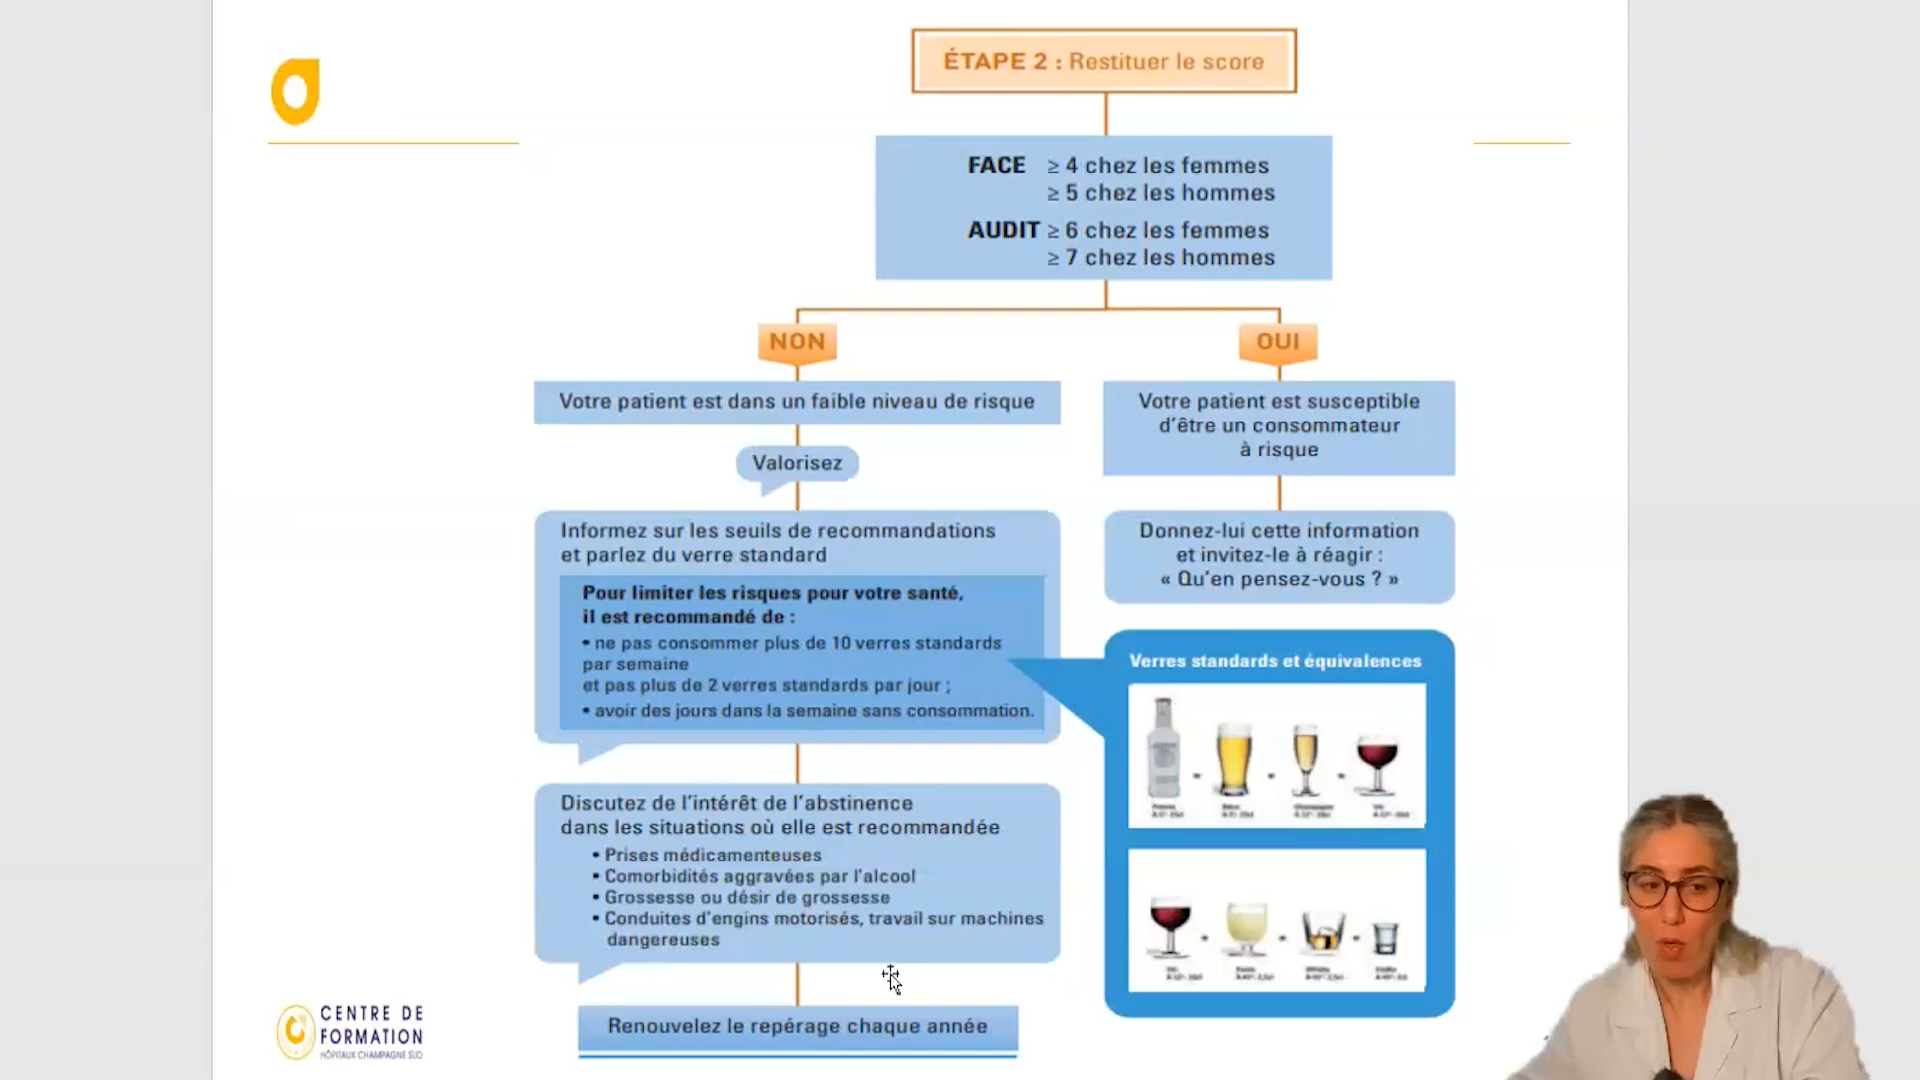 ÉTAPE 2 : Restituer le score
FACE ≥ 4 chez les femmes
≥ 5 chez les hommes
AUDIT ≥ 6 chez les femmes
≥ 7 chez les hommes
NON
OUI
Votre patient est dans un faible niveau de risque
Valorisez
Informez sur les seuils de recommandations
et parlez du verre standard
Pour limiter les risques pour votre santé,
il est recommandé de :
• ne pas consommer plus de 10 verres standards
par semaine
et pas plus de 2 verres standards par jour ;
• avoir des jours dans la semaine sans consommation.
Discutez de l'intérêt de l'abstinence
dans les situations où elle est recommandée
• Prises médicamenteuses
• Comorbidités aggravées par l'alcool
• Grossesse ou désir de grossesse
• Conduites d'engins motorisés, travail sur machines
dangereuses
Renouvelez le repérage chaque année
Votre patient est susceptible
d'être un consommateur
à risque
Donnez-lui cette information
et invitez-le à réagir :
« Qu'en pensez-vous ? »
Verres standards et équivalences
CENTRE DE
FORMATION
HÔPITAUX CHAMPAGNE SUD